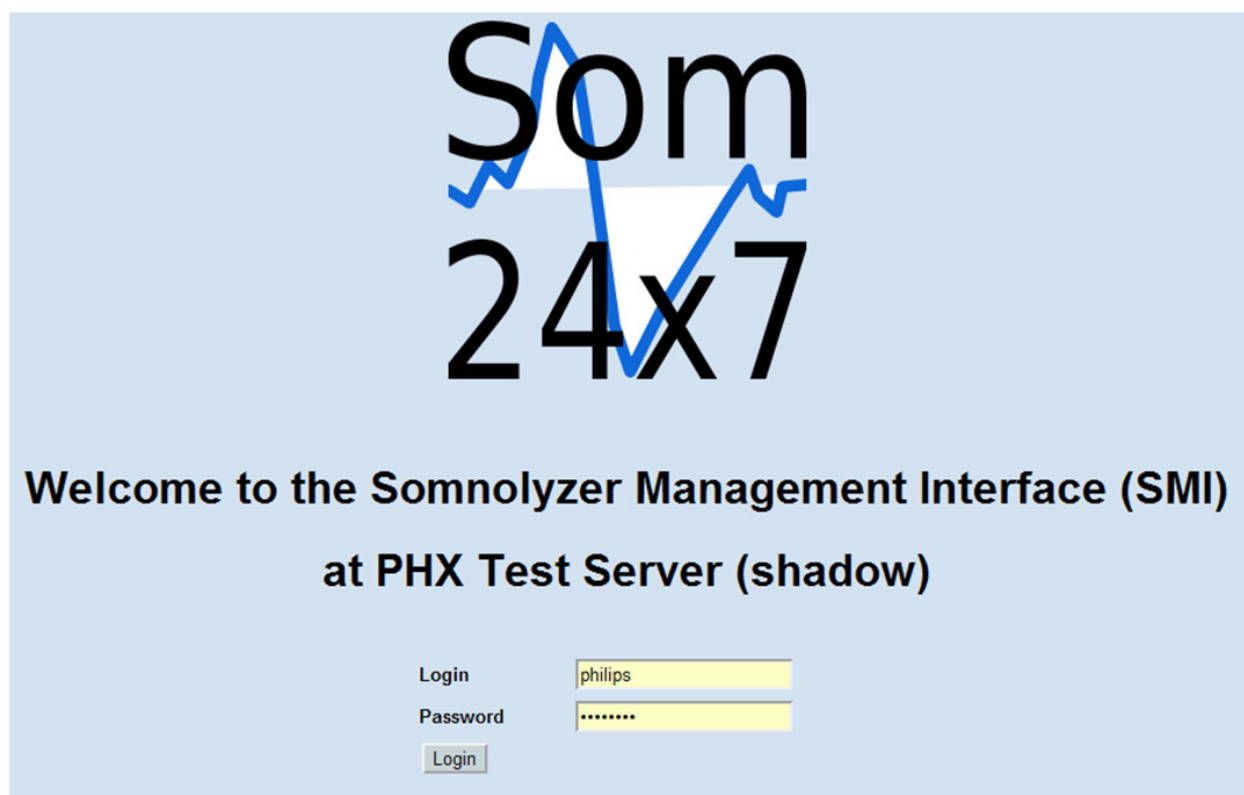 Som
24x7
Welcome to the Somnolyzer Management Interface (SMI)
at PHX Test Server (shadow)
Login philips
Password ••••••••
Login